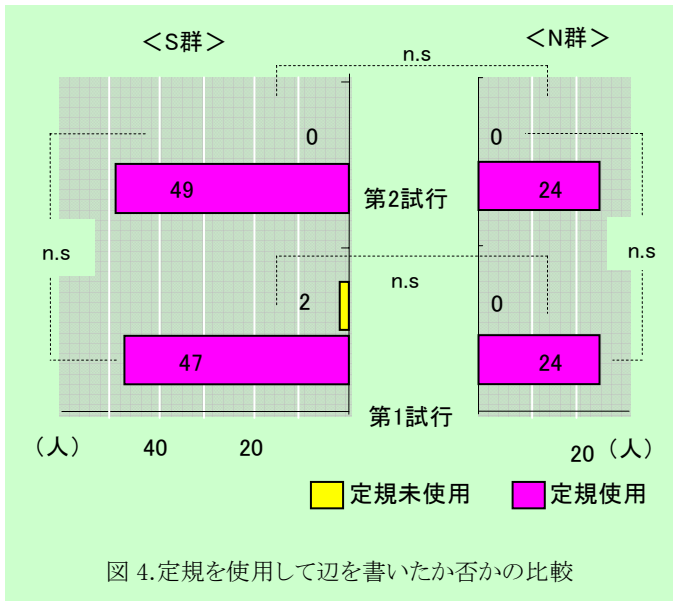 <S群>
<N群>
n.s
0
0
49
第2試行
24
n.s
n.s
n.s
2
0
47
24
第1試行
(人)
40
20
20
(人)
定規未使用
定規使用
図 4.定規を使用して辺を書いたか否かの比較